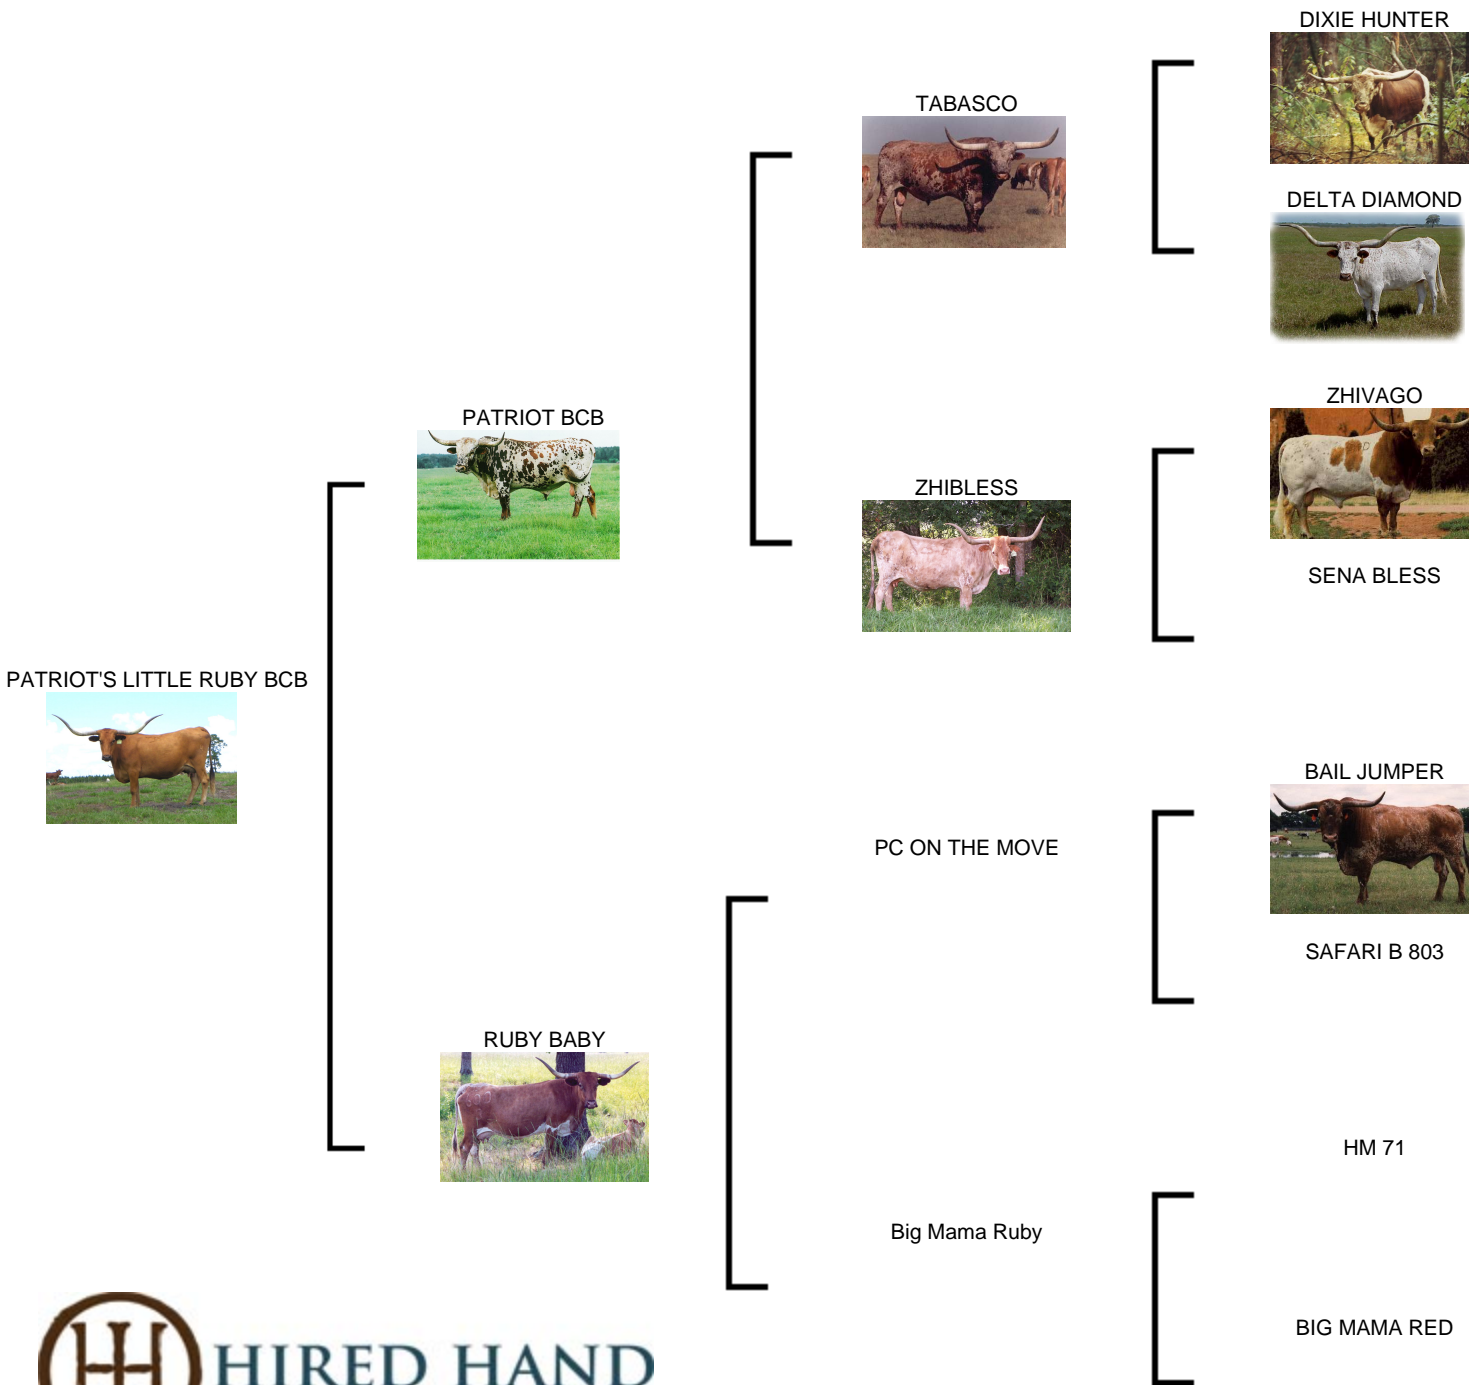 DIXIE HUNTER
TABASCO
DELTA DIAMOND
ZHIVAGO
PATRIOT BCB
ZHIBLESS
SENA BLESS
PATRIOT'S LITTLE RUBY BCB
BAIL JUMPER
PC ON THE MOVE
SAFARI B 803
RUBY BABY
HM 71
Big Mama Ruby
BIG MAMA RED
HIRED HAND